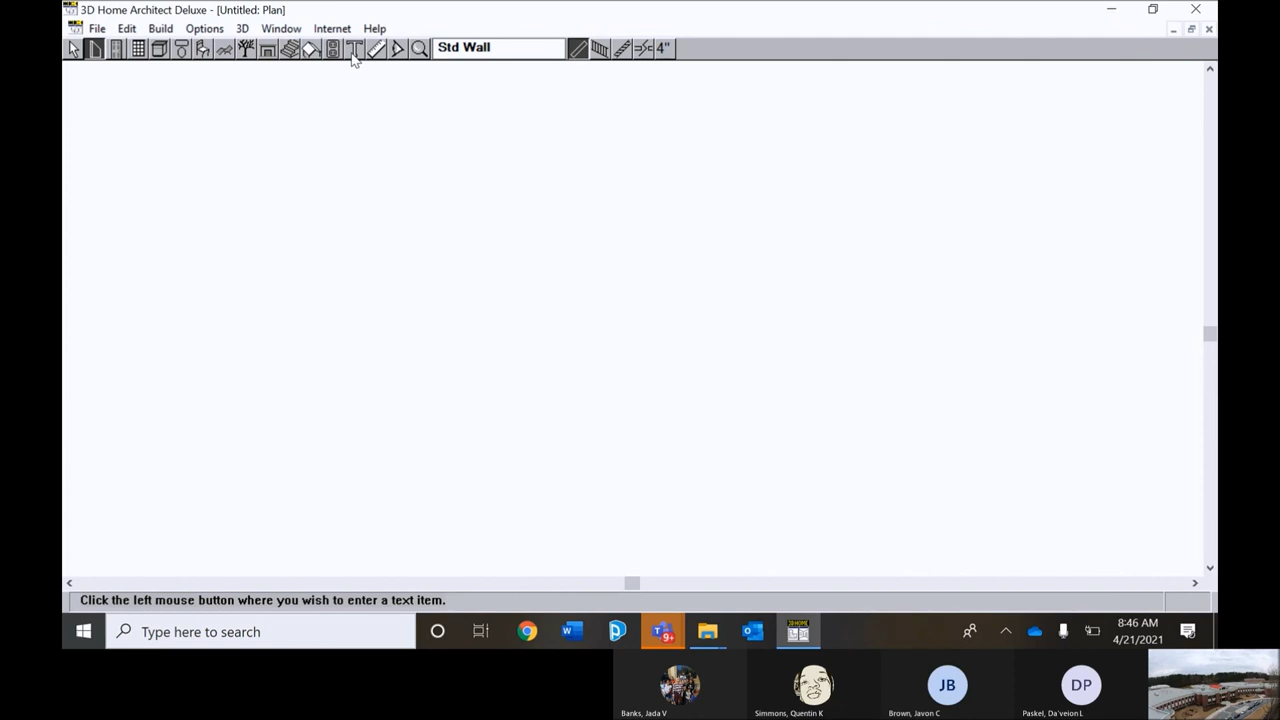 3D Home Architect Deluxe - [Untitled: Plan]
File Edit Build Options 3D Window Internet Help
Std Wall 4"
Click the left mouse button where you wish to enter a text item.
Type here to search
9+
3DHOME
8:46 AM
4/21/2021
JB
DP
Banks, Jada V
Simmons, Quentin K
Brown, Javon C
Paskel, Da'veion L